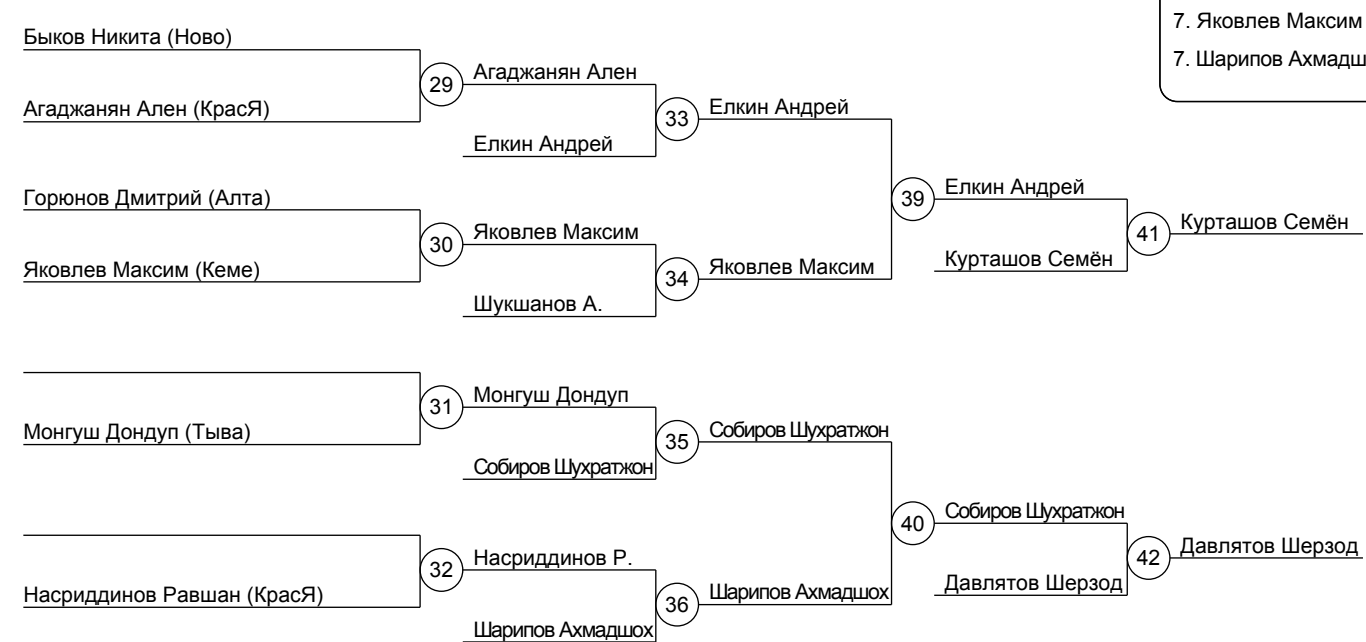 7. Яковлев Максим
7. Шарипов Ахмадш
Быков Никита (Ново)
29
Агаджанян Ален
Агаджанян Ален (КрасЯ)
33
Елкин Андрей
Елкин Андрей
Горюнов Дмитрий (Алта)
30
Яковлев Максим
Яковлев Максим (Кеме)
34
Яковлев Максим
Шукшанов А.
39
Елкин Андрей
Курташов Семён
41
Курташов Семён
31
Монгуш Дондуп
Монгуш Дондуп (Тыва)
35
Собиров Шухратжон
Собиров Шухратжон
32
Насриддинов Р.
Насриддинов Равшан (КрасЯ)
36
Шарипов Ахмадшох
Шарипов Ахмадшох
40
Собиров Шухратжон
Давлятов Шерзод
42
Давлятов Шерзод